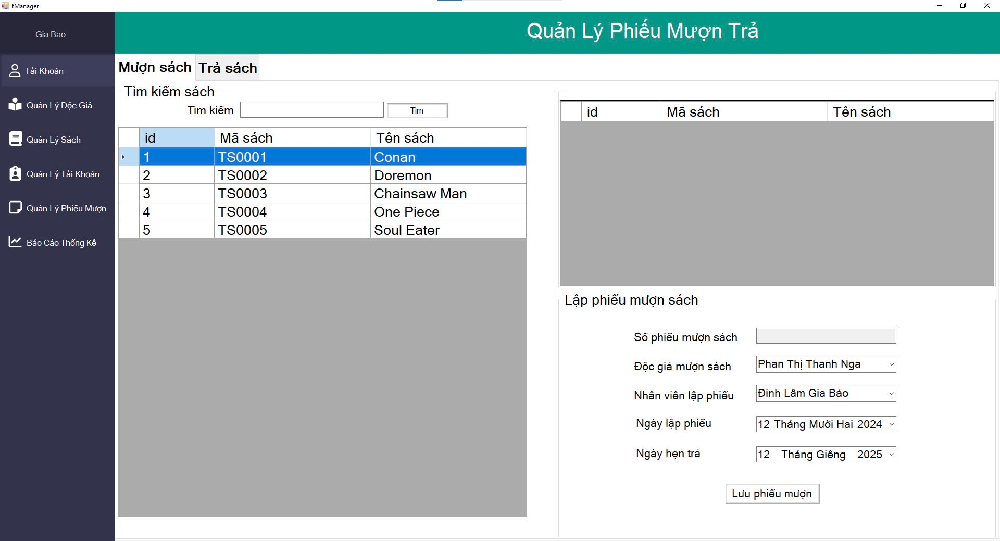 fManager
Gia Bao
Quản Lý Phiếu Mượn Trả
Tài Khoản
Quản Lý Độc Giả
Quản Lý Sách
Quản Lý Tài Khoản
Quản Lý Phiếu Mượn
Báo Cáo Thống Kê
Mượn sách Trả sách
Tìm kiếm sách
Tìm kiếm Tìm
id Mã sách Tên sách
1 TS0001 Conan
2 TS0002 Doremon
3 TS0003 Chainsaw Man
4 TS0004 One Piece
5 TS0005 Soul Eater
id Mã sách Tên sách
Lập phiếu mượn sách
Số phiếu mượn sách
Độc giả mượn sách Phan Thị Thanh Nga
Nhân viên lập phiếu Đinh Lâm Gia Bảo
Ngày lập phiếu 12 Tháng Mười Hai 2024
Ngày hẹn trả 12 Tháng Giêng 2025
Lưu phiếu mượn